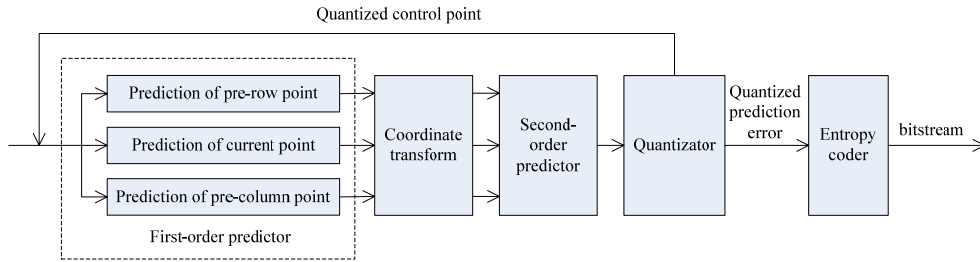 Quantized control point
Prediction of pre-row point
Prediction of current point
Prediction of pre-column point
First-order predictor
Coordinate
transform
Second-
order
predictor
Quantizator
Quantized
prediction
error
Entropy
coder
bitstream